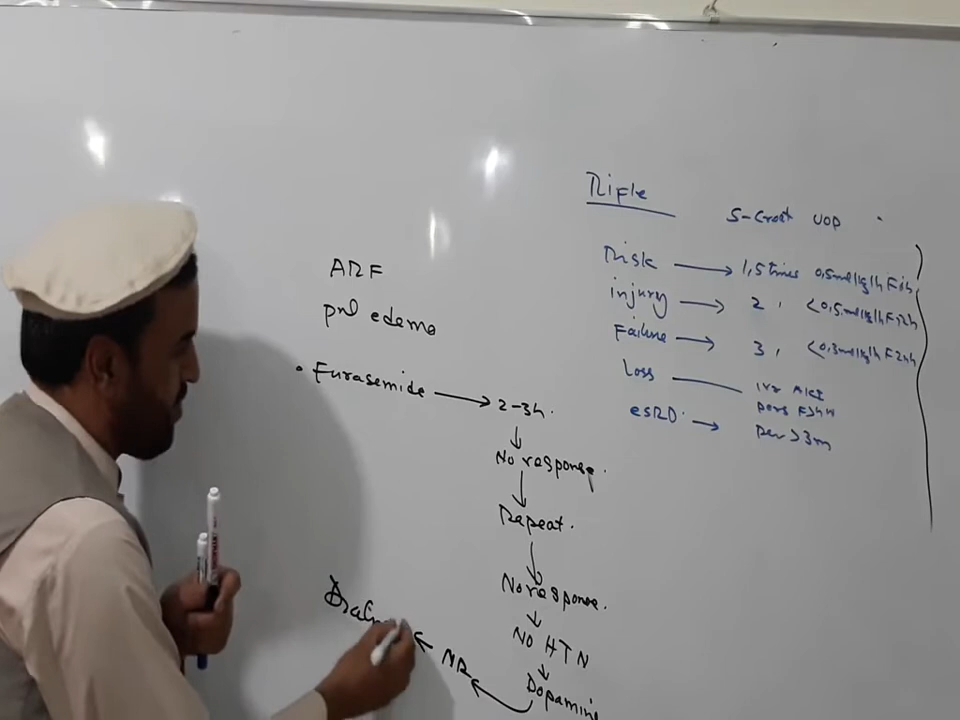 Rifle
S-Creat UOP
Risk → 1,5 times 0,5ml/kg/h F6h
injury → 2, <0,5ml/kg/h F12h
Failure → 3, <0,3ml/kg/h F24h
Loss
pers F>4W
esRD. → Per >3m
ARF
pul edema
• Furasemide → 2-3h.
↓
No response.
↓
Repeat.
↓
No response.
↓
No HTN
↓
Dopamine
← NR ←